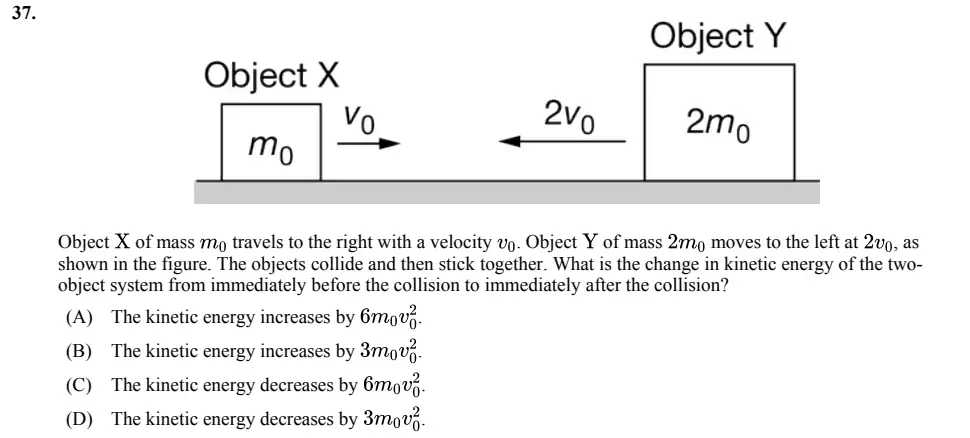 37.
Object Y
Object X
v₀
2v₀
2m₀
m₀
Object X of mass m₀ travels to the right with a velocity v₀. Object Y of mass 2m₀ moves to the left at 2v₀, as
shown in the figure. The objects collide and then stick together. What is the change in kinetic energy of the two-
object system from immediately before the collision to immediately after the collision?
(A) The kinetic energy increases by 6m₀v₀².
(B) The kinetic energy increases by 3m₀v₀².
(C) The kinetic energy decreases by 6m₀v₀².
(D) The kinetic energy decreases by 3m₀v₀².